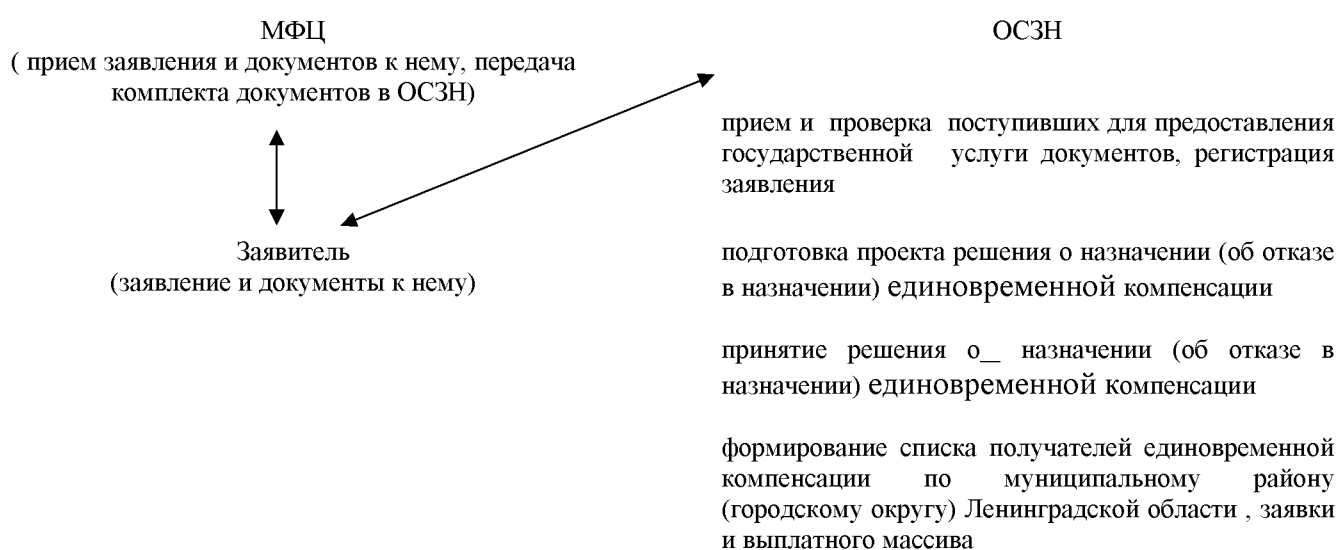 МФЦ
( прием заявления и документов к нему, передача
комплекта документов в ОСЗН)
Заявитель
(заявление и документы к нему)
ОСЗН
прием и проверка поступивших для предоставления
государственной услуги документов, регистрация
заявления
подготовка проекта решения о назначении (об отказе
в назначении) единовременной компенсации
принятие решения о_ назначении (об отказе в
назначении) единовременной компенсации
формирование списка получателей единовременной
компенсации по муниципальному району
(городскому округу) Ленинградской области , заявки
и выплатного массива